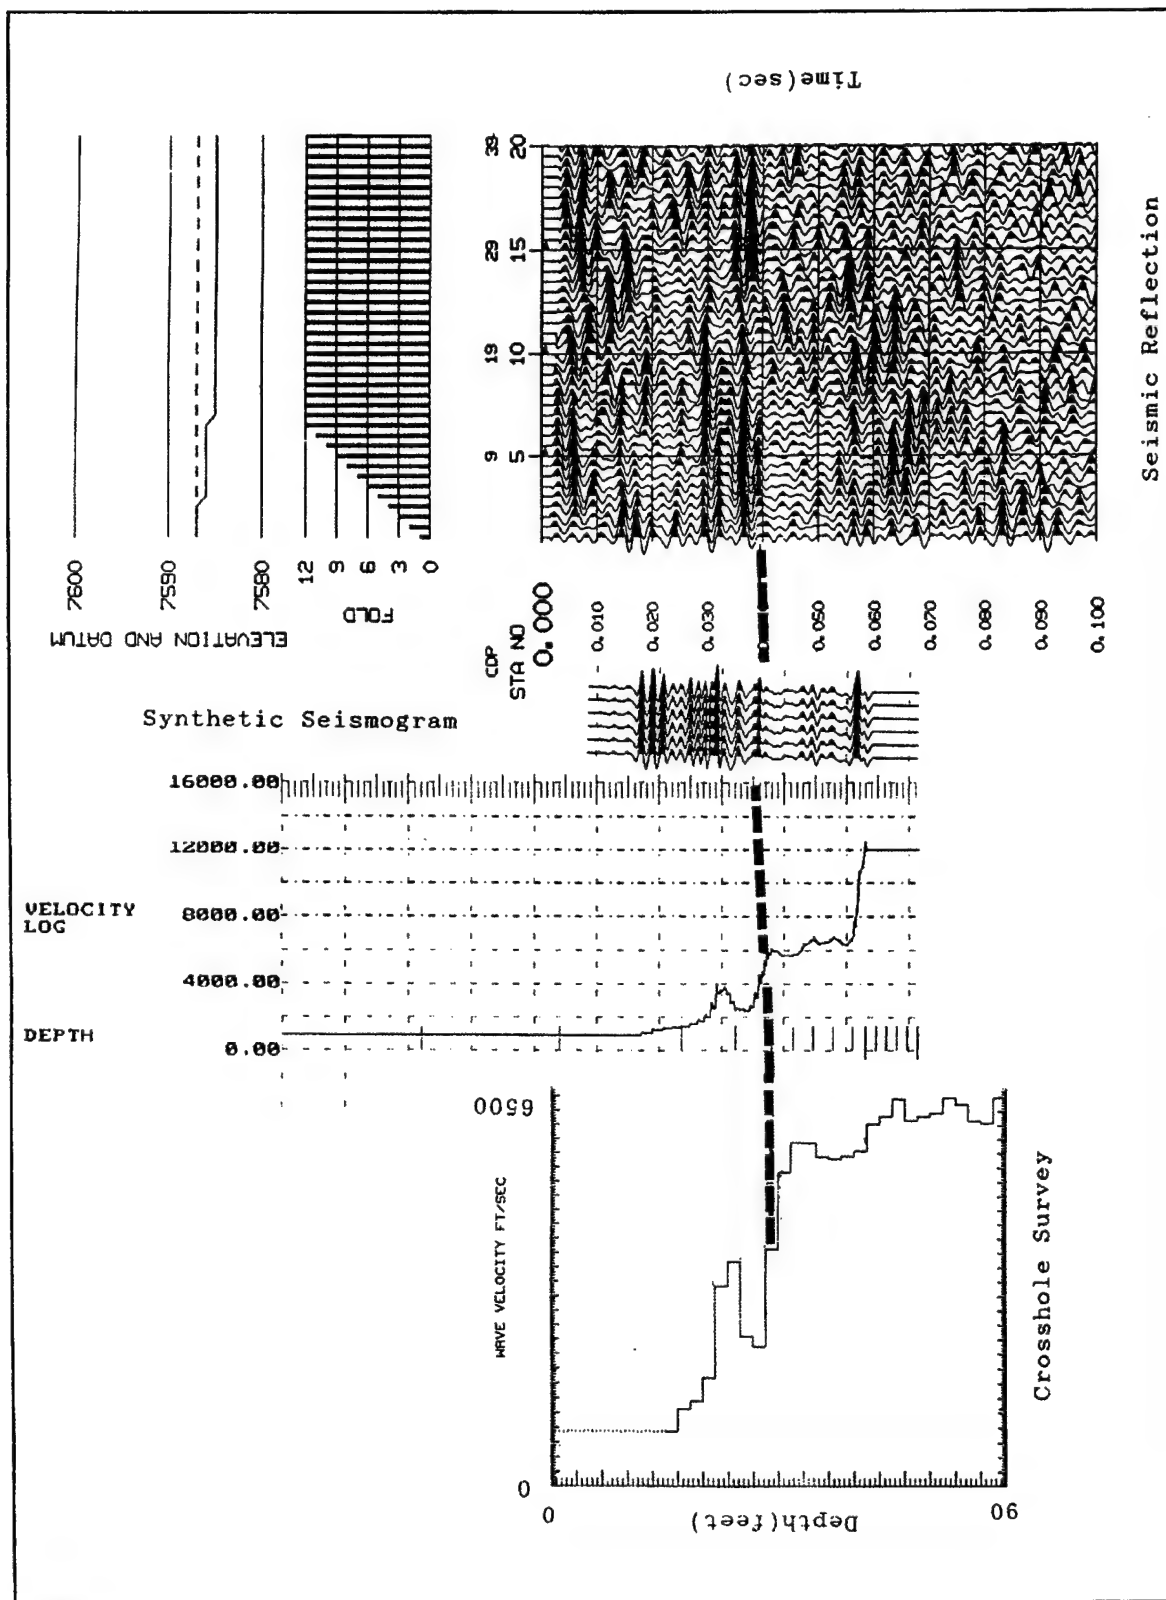 Time(sec)
7600
7590
7580
ELEVATION AND DATUM
12
9
6
3
0
FOLD
CDP
9
19
29
39
STA NO
5
10
15
20
0.000
0.010
0.020
0.030
0.050
0.060
0.070
0.080
0.090
0.100
Seismic Reflection
Synthetic Seismogram
16000.00
12000.00
8000.00
4000.00
0.00
VELOCITY
LOG
DEPTH
6500
0
WAVE VELOCITY FT/SEC
0
90
Depth(feet)
Crosshole Survey